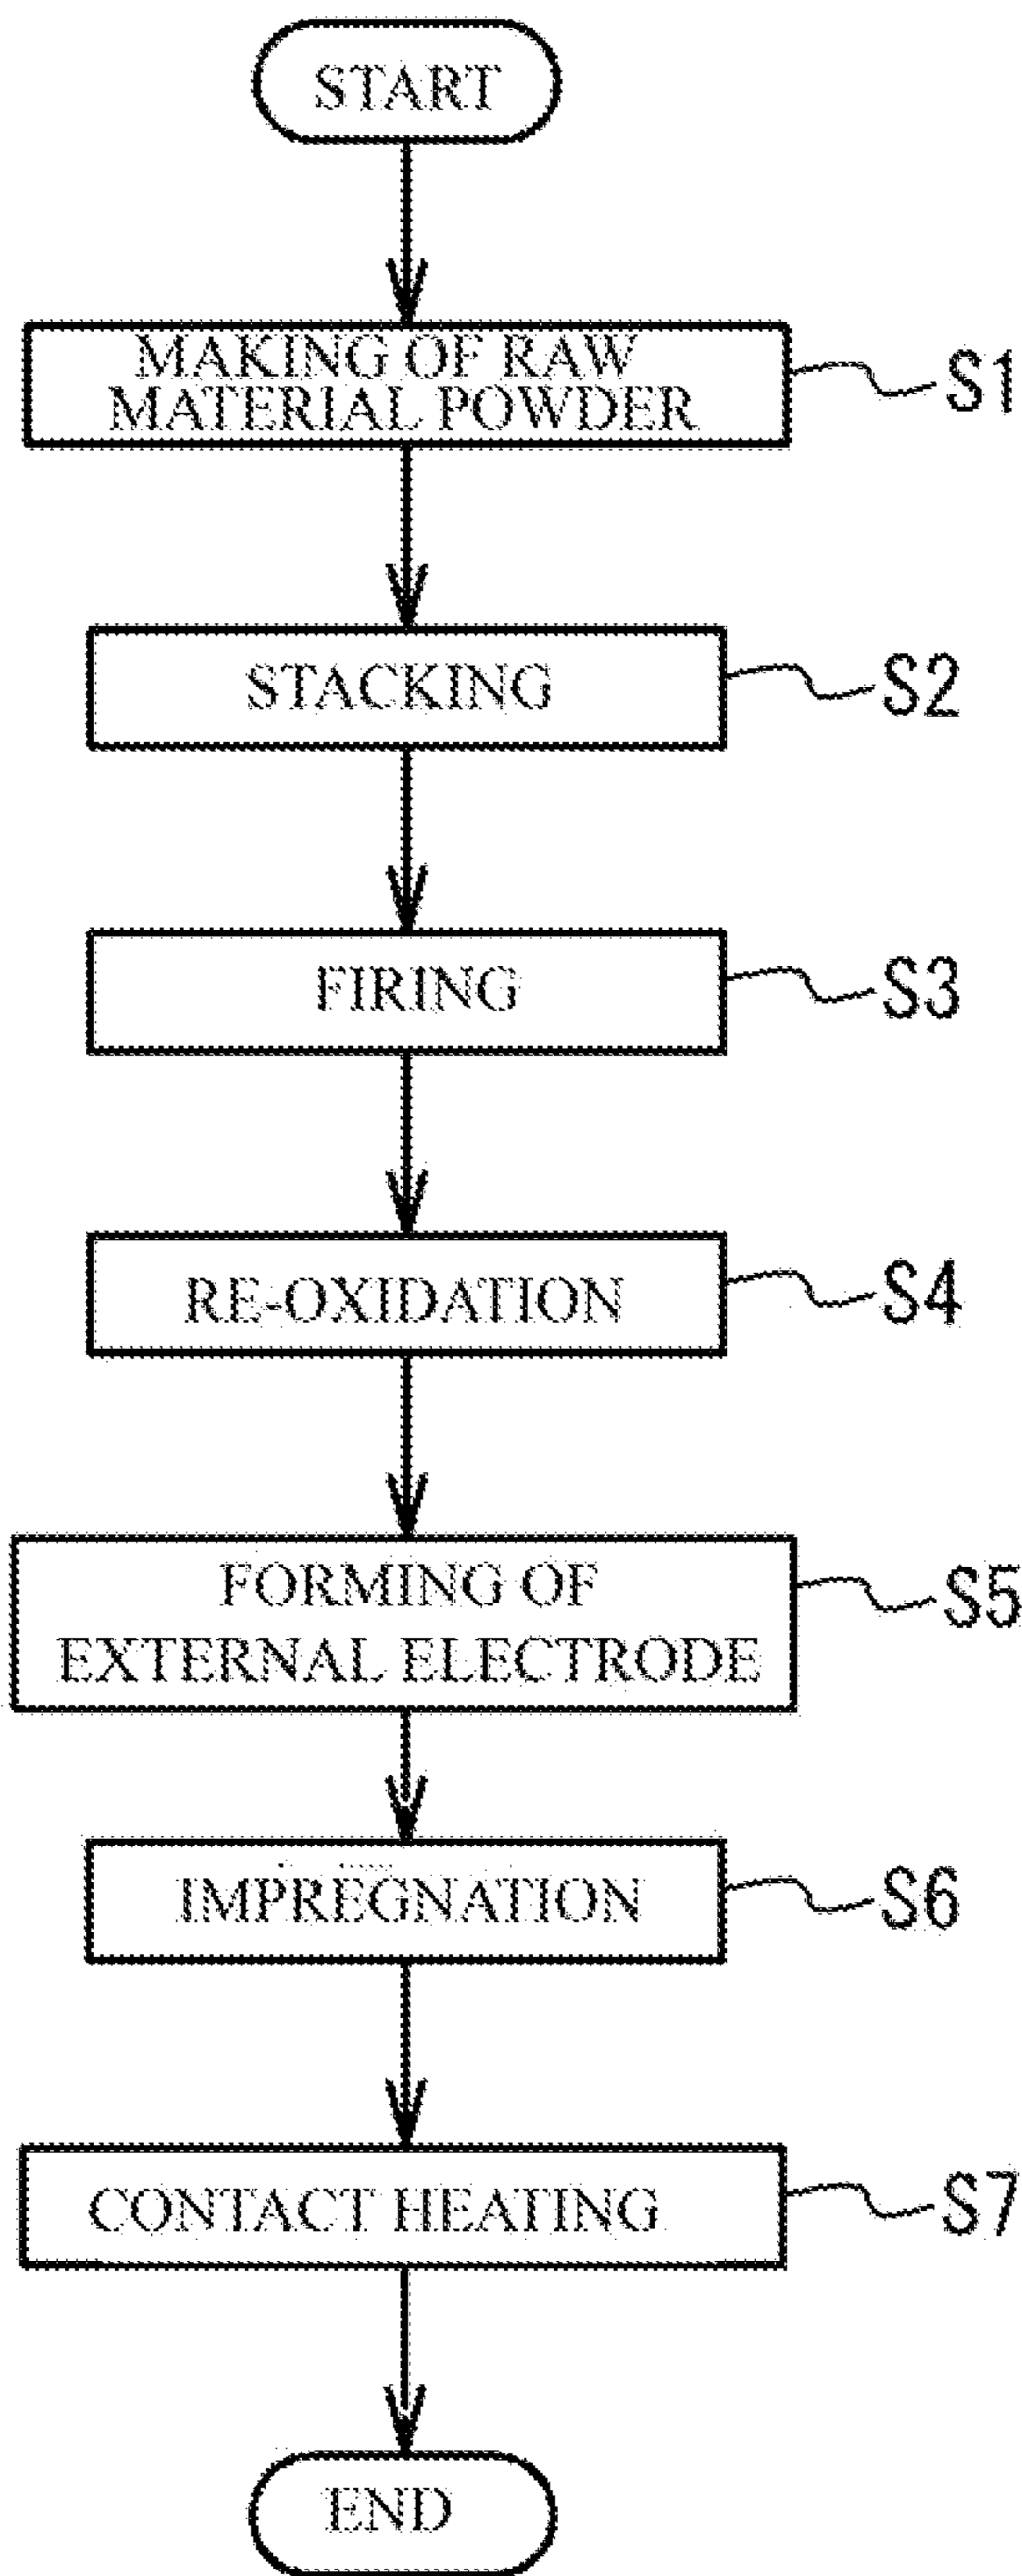 START
MAKING OF RAW
MATERIAL POWDER
S1
STACKING
S2
FIRING
S3
RE-OXIDATION
S4
FORMING OF
EXTERNAL ELECTRODE
S5
IMPREGNATION
S6
CONTACT HEATING
S7
END